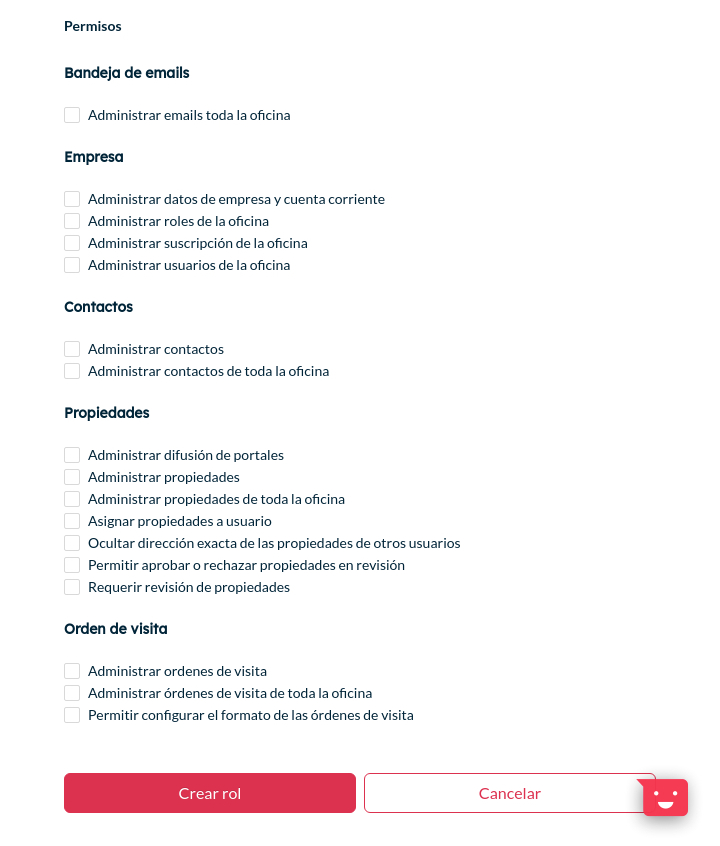 Permisos
Bandeja de emails
Administrar emails toda la oficina
Empresa
Administrar datos de empresa y cuenta corriente
Administrar roles de la oficina
Administrar suscripción de la oficina
Administrar usuarios de la oficina
Contactos
Administrar contactos
Administrar contactos de toda la oficina
Propiedades
Administrar difusión de portales
Administrar propiedades
Administrar propiedades de toda la oficina
Asignar propiedades a usuario
Ocultar dirección exacta de las propiedades de otros usuarios
Permitir aprobar o rechazar propiedades en revisión
Requerir revisión de propiedades
Orden de visita
Administrar ordenes de visita
Administrar órdenes de visita de toda la oficina
Permitir configurar el formato de las órdenes de visita
Crear rol
Cancelar